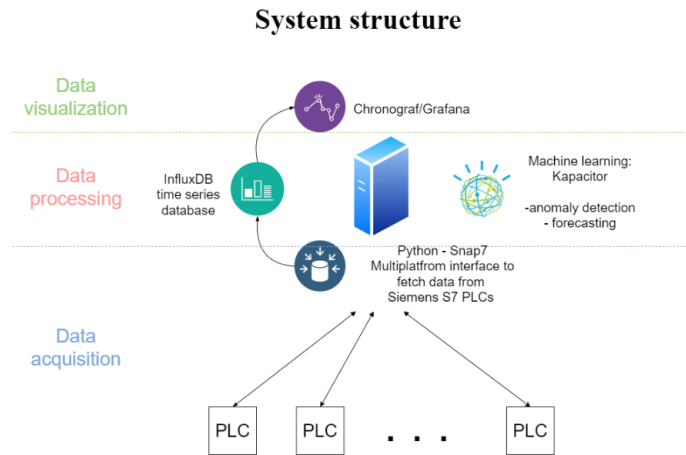 System structure
Data
visualization
Chronograf/Grafana
Data
processing
InfluxDB
time series
database
Machine learning:
Kapacitor
-anomaly detection
- forecasting
Python - Snap7
Multiplatfrom interface to
fetch data from
Siemens S7 PLCs
Data
acquisition
PLC
PLC
. . .
PLC